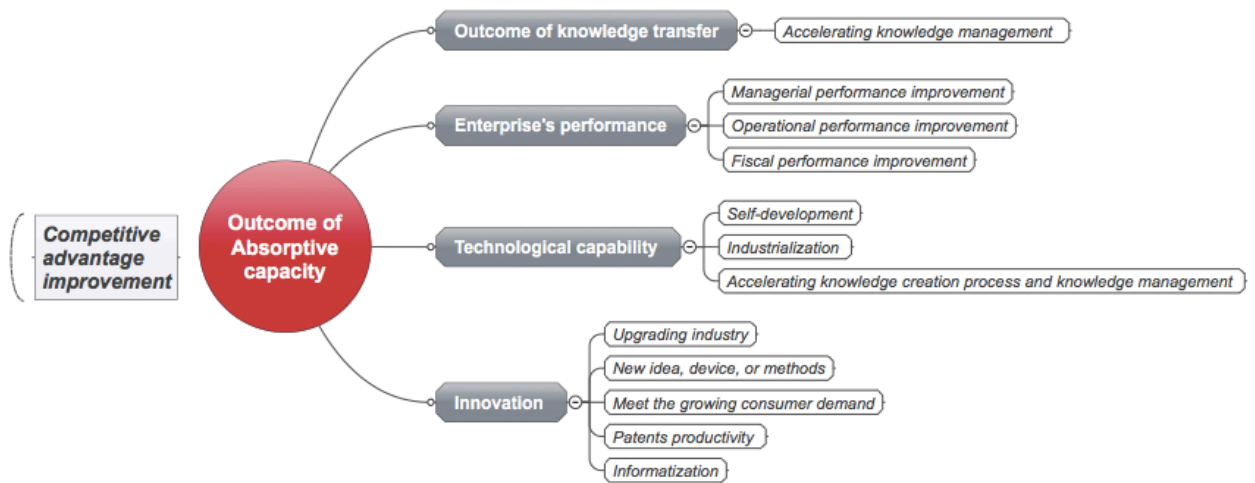 Outcome of knowledge transfer
Accelerating knowledge management
Enterprise's performance
Managerial performance improvement
Operational performance improvement
Fiscal performance improvement
Competitive
advantage
improvement
Outcome of
Absorptive
capacity
Technological capability
Self-development
Industrialization
Accelerating knowledge creation process and knowledge management
Innovation
Upgrading industry
New idea, device, or methods
Meet the growing consumer demand
Patents productivity
Informatization